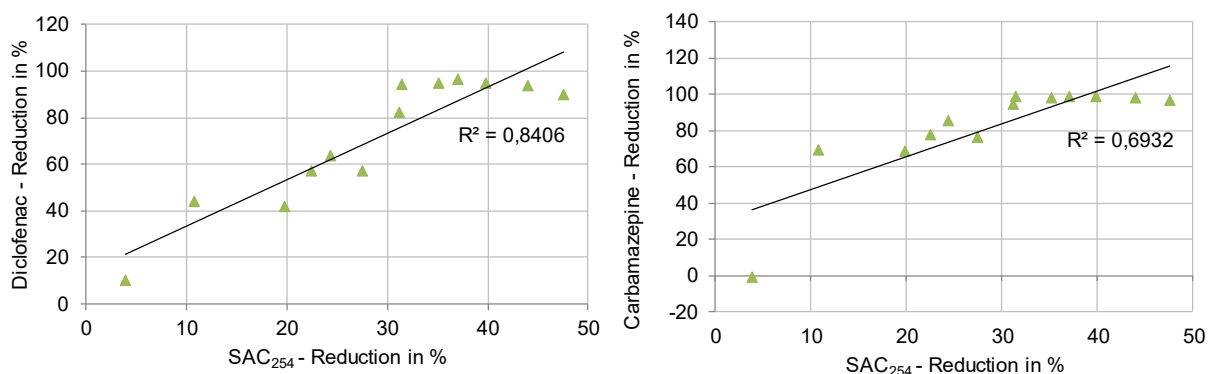 Diclofenac - Reduction in %
120
100
80
60
40
20
0
R² = 0,8406
0 10 20 30 40 50
SAC₂₅₄ - Reduction in %
Carbamazepine - Reduction in %
140
120
100
80
60
40
20
0
-20
R² = 0,6932
0 10 20 30 40 50
SAC₂₅₄ - Reduction in %